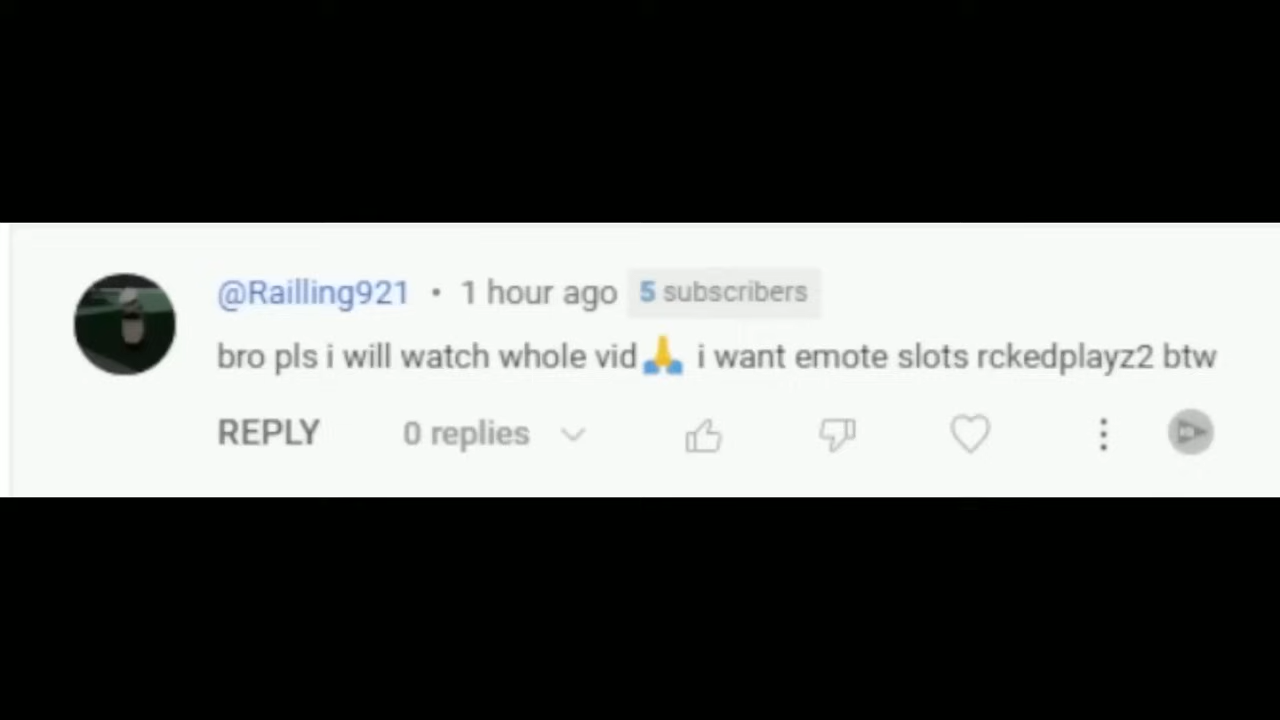 @Railling921 • 1 hour ago 5 subscribers
bro pls i will watch whole vid🙏 i want emote slots rckedplayz2 btw
REPLY 0 replies